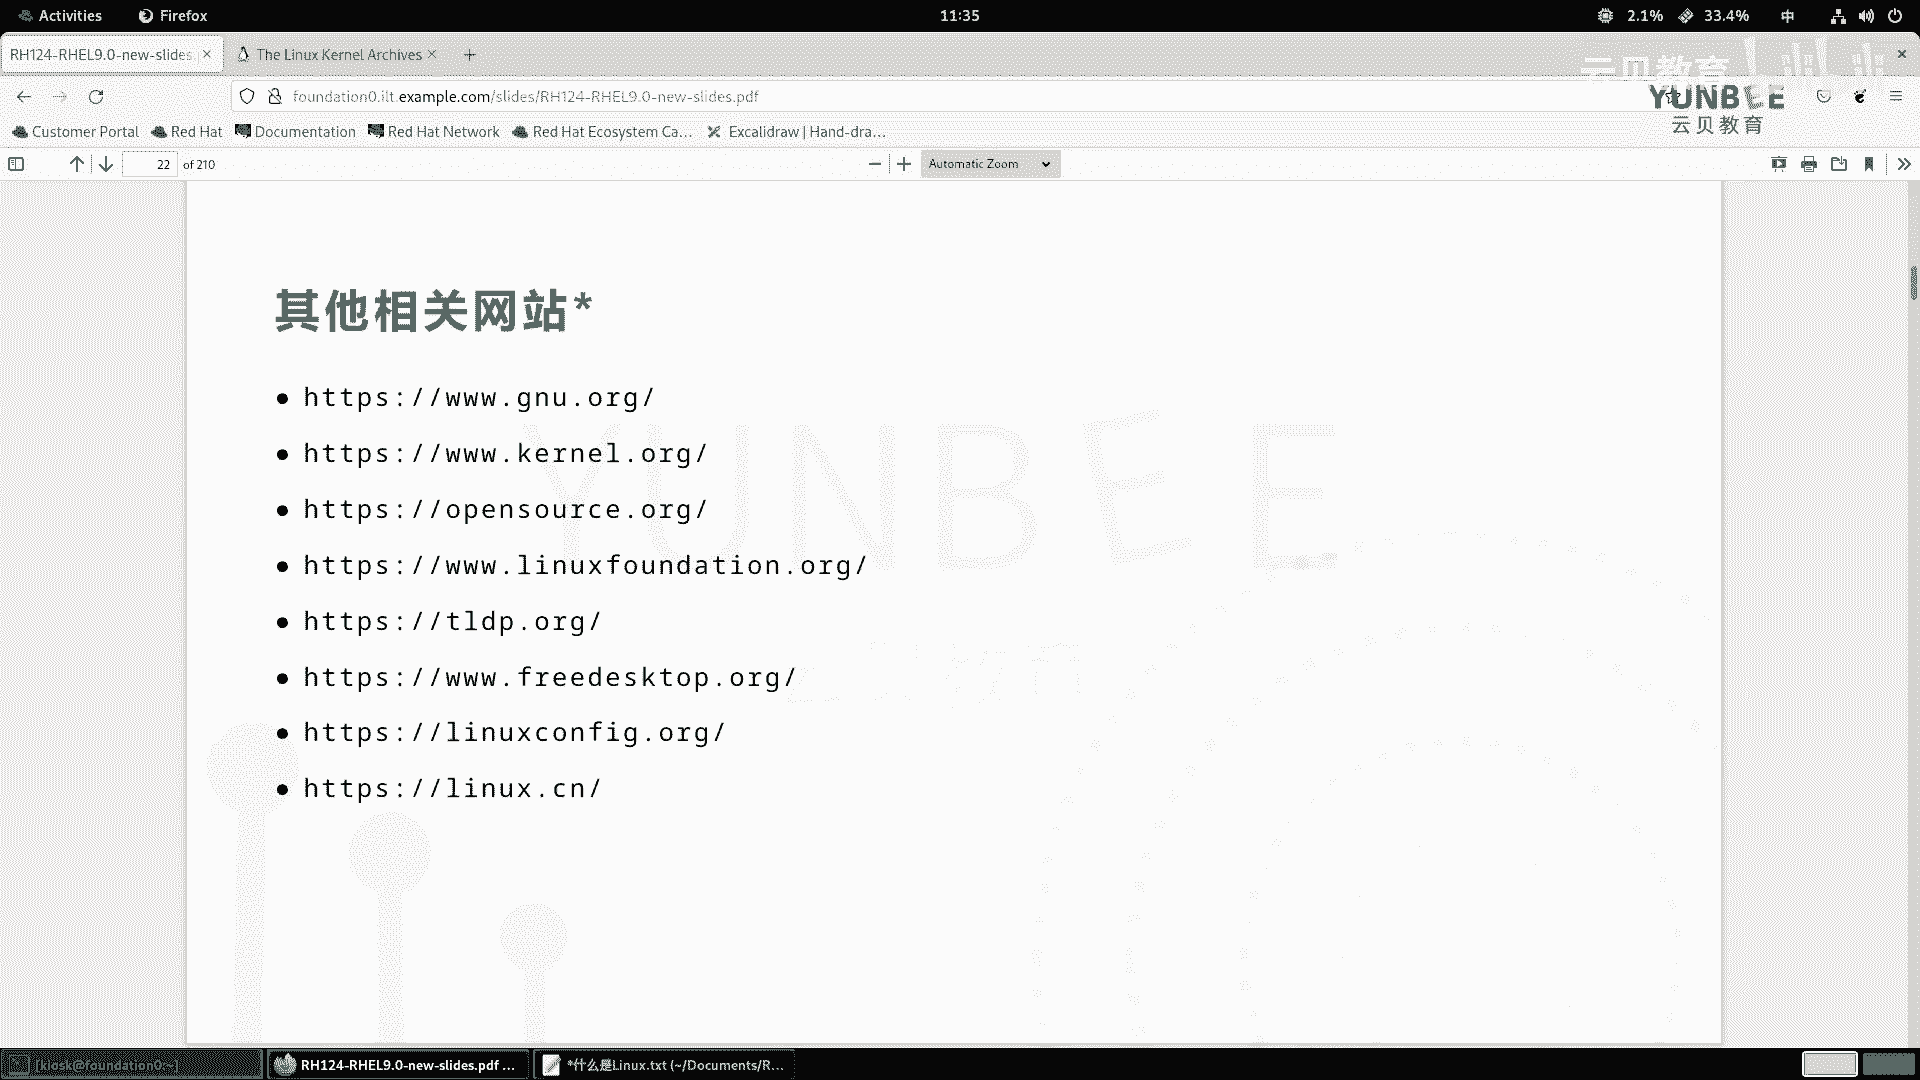 Activities
Firefox
11:35
2.1%
33.4%
中
RH124-RHEL9.0-new-slides.
The Linux Kernel Archives
云贝教育
foundation0.ilt.example.com/slides/RH124-RHEL9.0-new-slides.pdf
YUNBEE
云贝教育
Customer Portal
Red Hat
Documentation
Red Hat Network
Red Hat Ecosystem Ca…
Excalidraw | Hand-dra…
22 of 210
Automatic Zoom
其他相关网站*
• https://www.gnu.org/
• https://www.kernel.org/
• https://opensource.org/
• https://www.linuxfoundation.org/
• https://tldp.org/
• https://www.freedesktop.org/
• https://linuxconfig.org/
• https://linux.cn/
YUNBEE
[kiosk@foundation0:~]
RH124-RHEL9.0-new-slides.pdf …
*什么是Linux.txt (~/Documents/R…